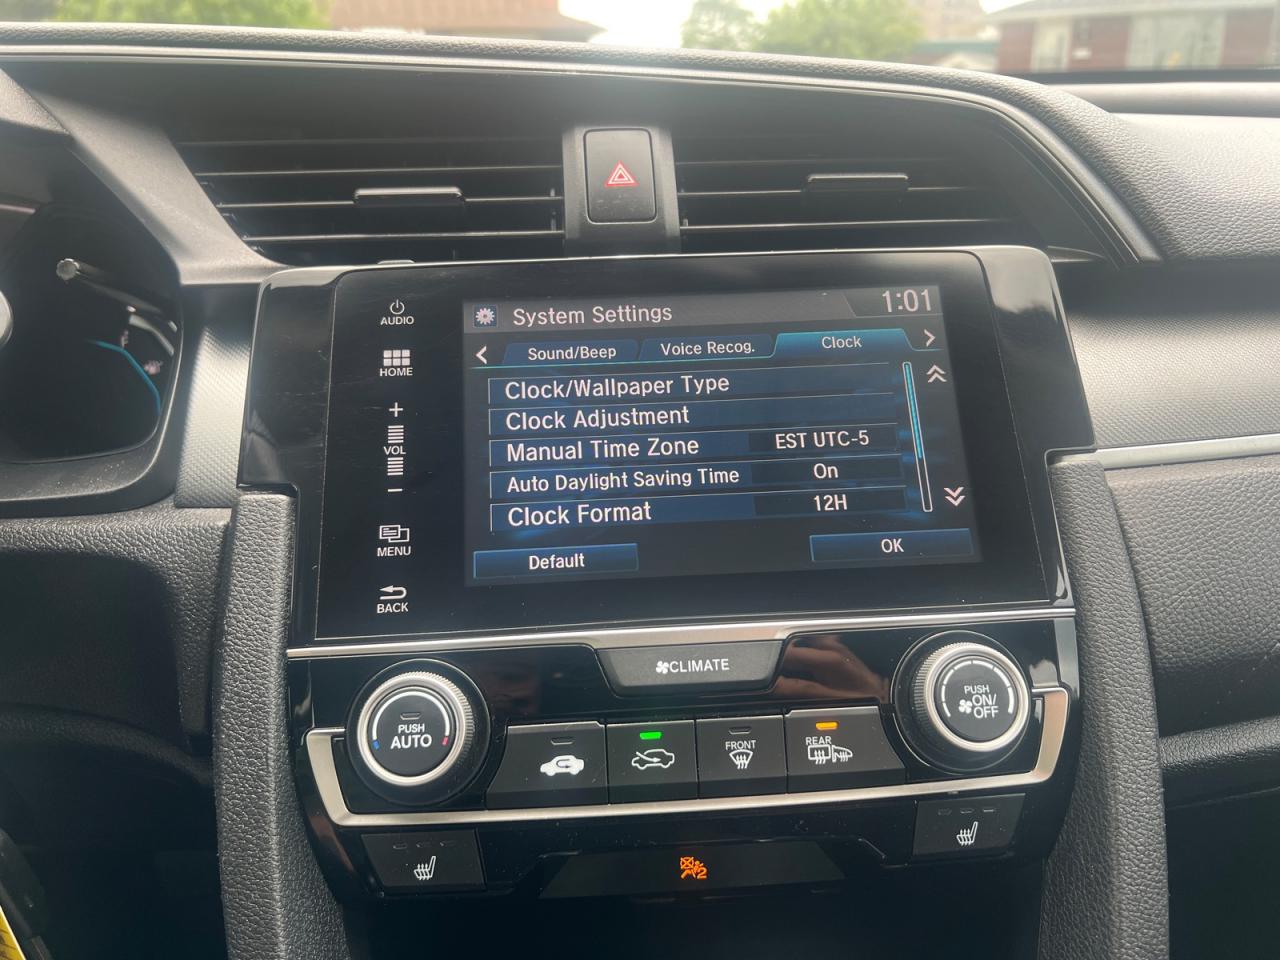 AUDIO
HOME
+
VOL
−
MENU
BACK
System Settings
1:01
Sound/Beep
Voice Recog.
Clock
Clock/Wallpaper Type
Clock Adjustment
Manual Time Zone EST UTC-5
Auto Daylight Saving Time On
Clock Format 12H
Default
OK
CLIMATE
PUSH
AUTO
FRONT
REAR
PUSH
ON/
OFF
2